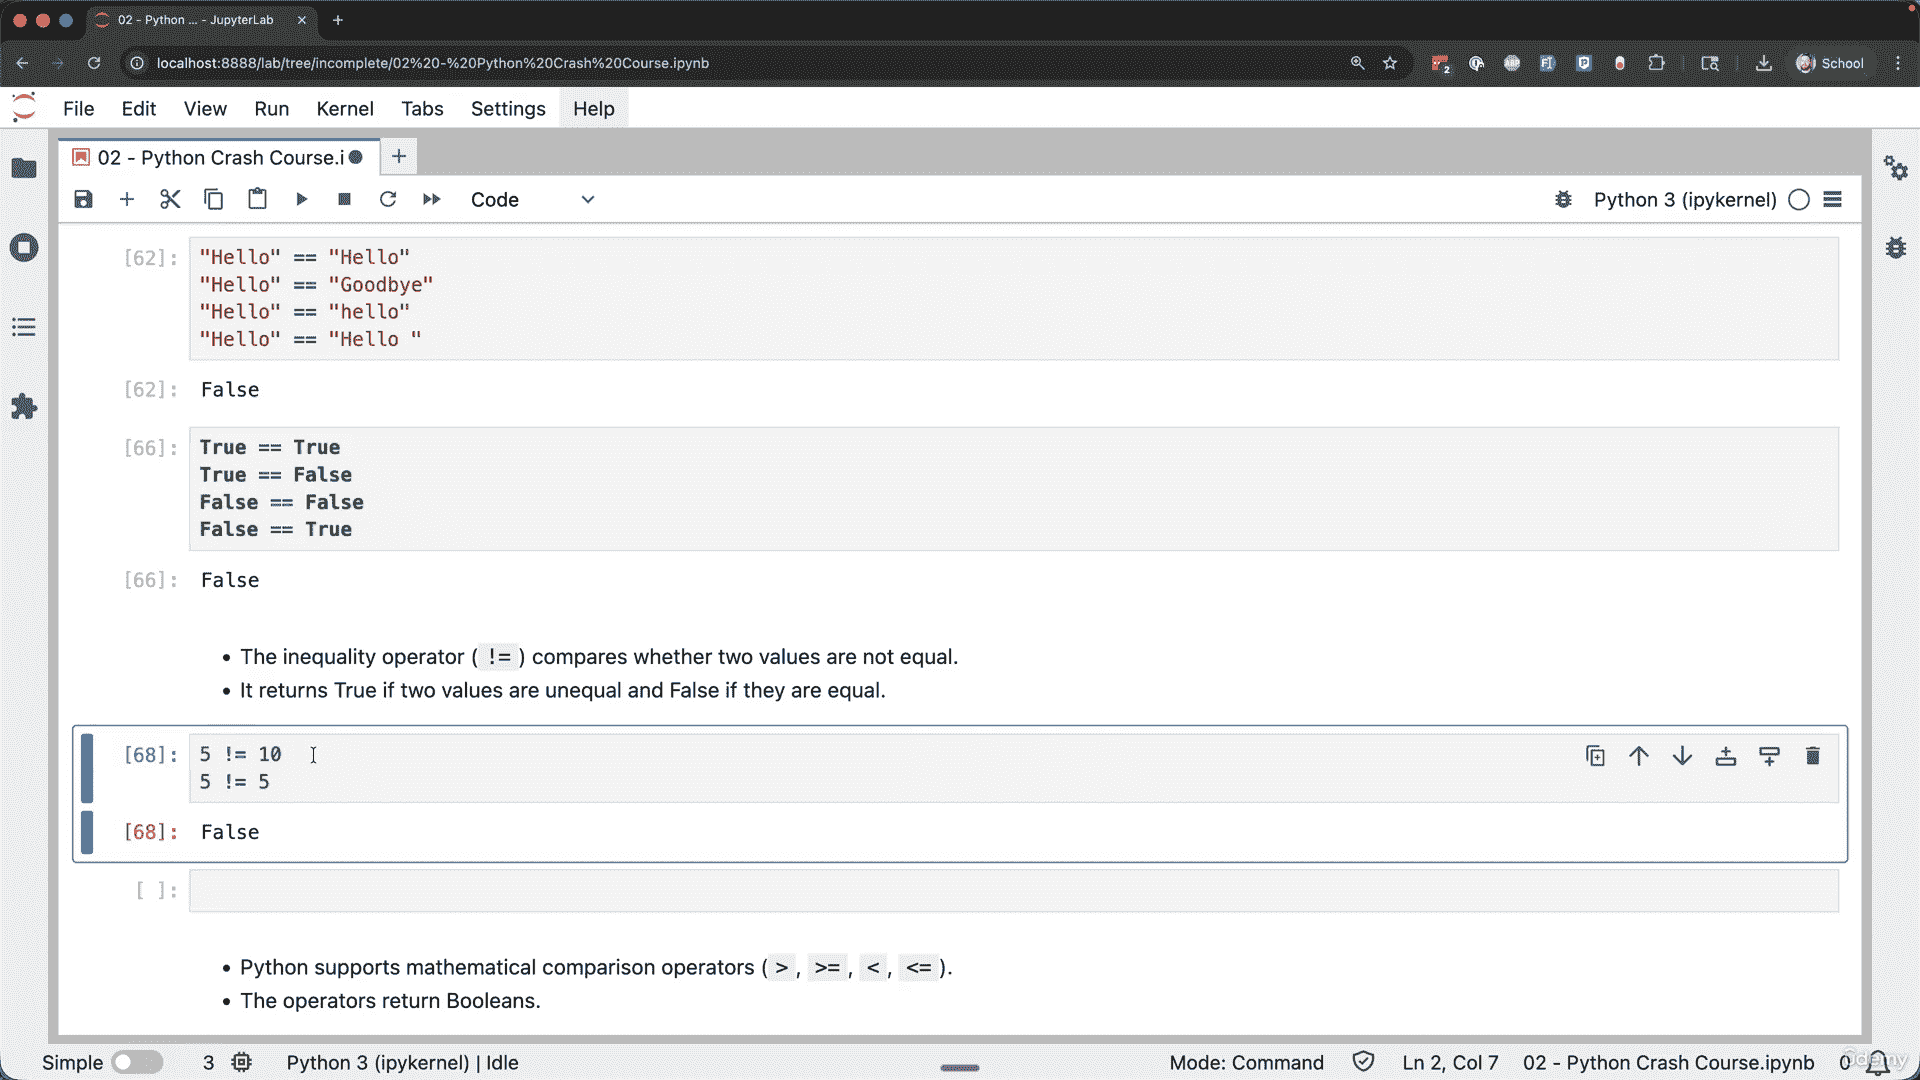 02 - Python ... - JupyterLab
localhost:8888/lab/tree/incomplete/02%20-%20Python%20Crash%20Course.ipynb
2
ABP
School
File Edit View Run Kernel Tabs Settings Help
02 - Python Crash Course.i
Code
Python 3 (ipykernel)
[62]: "Hello" == "Hello"
"Hello" == "Goodbye"
"Hello" == "hello"
"Hello" == "Hello "
[62]: False
[66]: True == True
True == False
False == False
False == True
[66]: False
• The inequality operator ( != ) compares whether two values are not equal.
• It returns True if two values are unequal and False if they are equal.
[68]: 5 != 10
5 != 5
[68]: False
[ ]:
• Python supports mathematical comparison operators ( > , >= , < , <= ).
• The operators return Booleans.
Simple 3 Python 3 (ipykernel) | Idle Mode: Command Ln 2, Col 7 02 - Python Crash Course.ipynb 0
Udemy